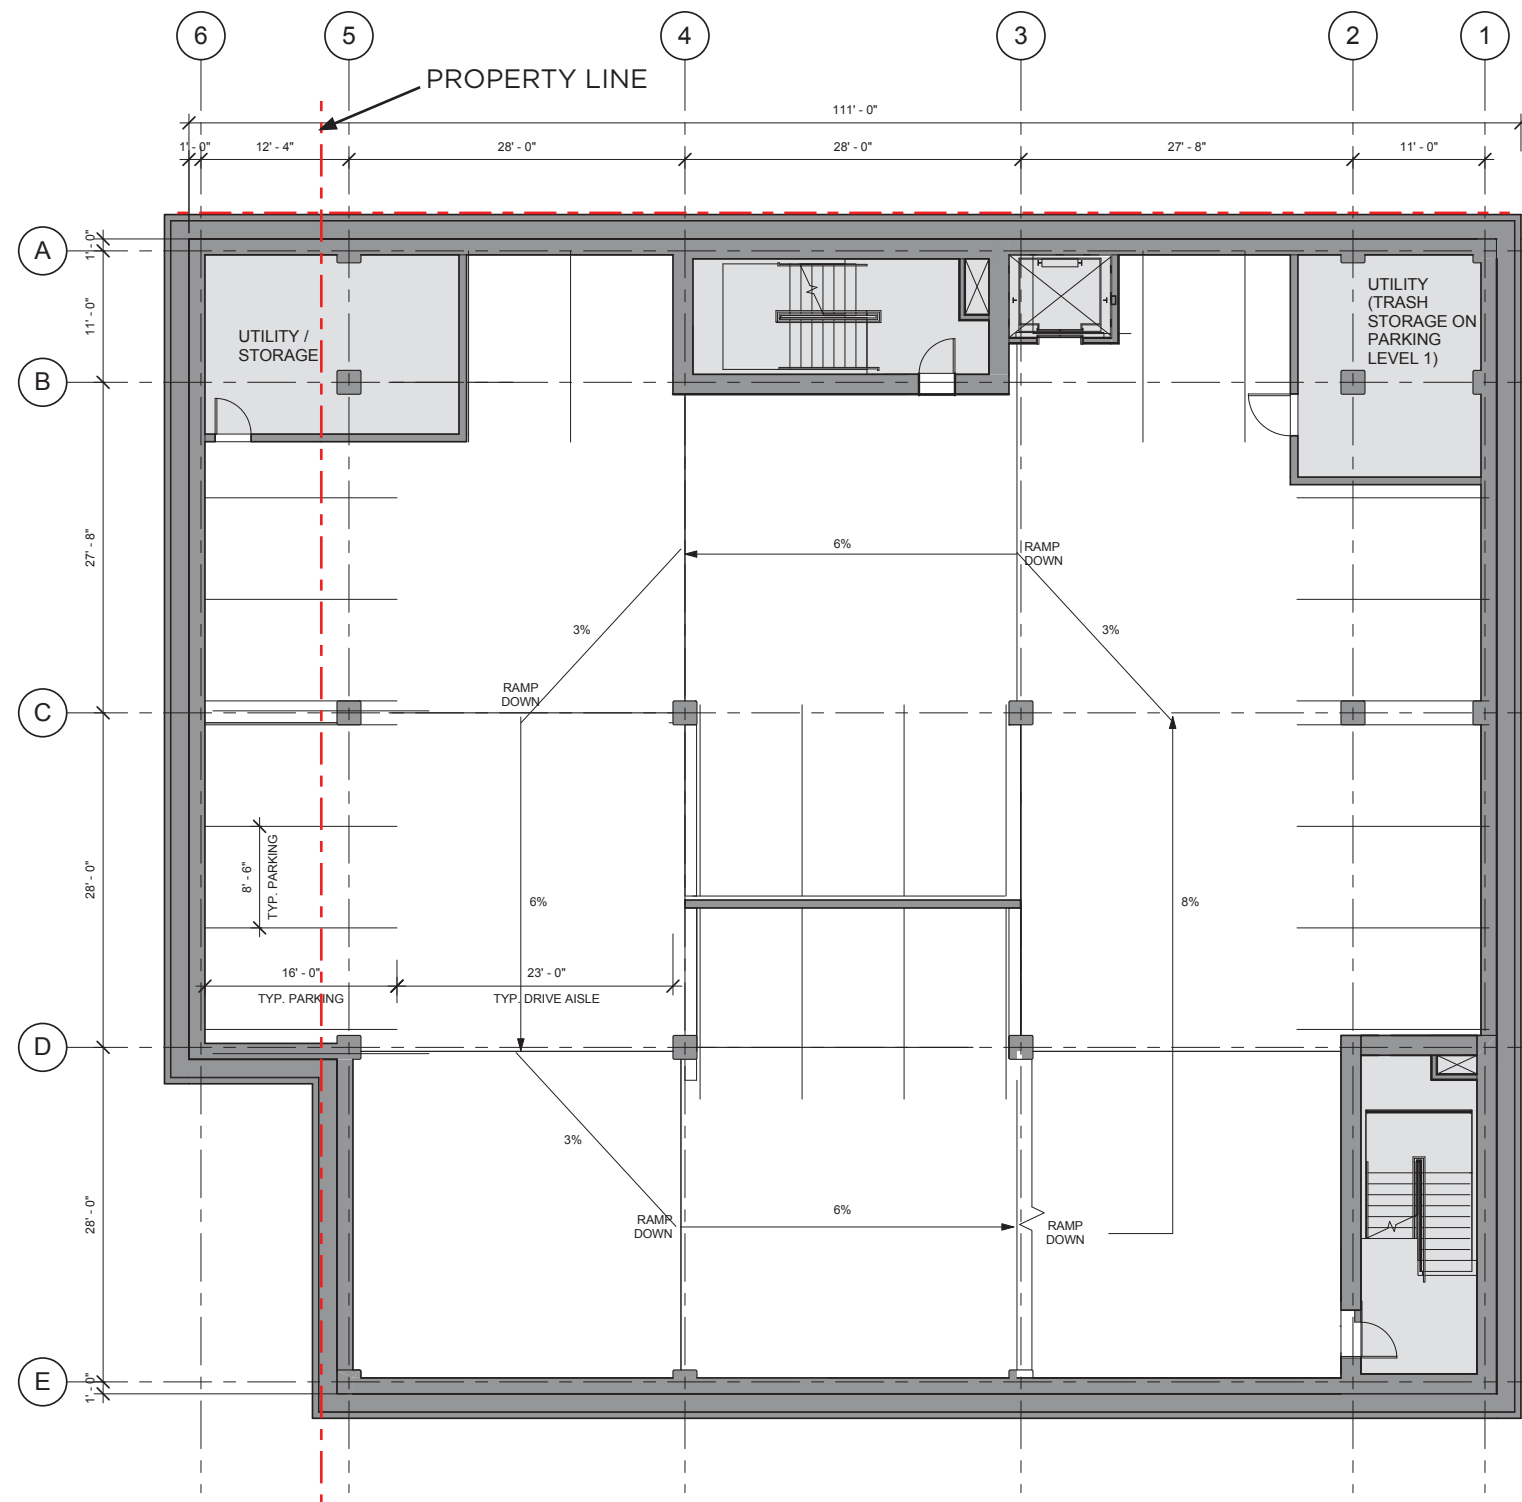 6
5
4
3
2
1
PROPERTY LINE
111' - 0"
1' - 0"
12' - 4"
28' - 0"
28' - 0"
27' - 8"
11' - 0"
A
1' - 0"
11' - 0"
UTILITY /
STORAGE
UTILITY
(TRASH
STORAGE ON
PARKING
LEVEL 1)
B
27' - 8"
6%
RAMP
DOWN
3%
3%
RAMP
DOWN
C
28' - 0"
8' - 6"
TYP. PARKING
6%
8%
16' - 0"
TYP. PARKING
23' - 0"
TYP. DRIVE AISLE
D
28' - 0"
3%
RAMP
DOWN
6%
RAMP
DOWN
E
1' - 0"